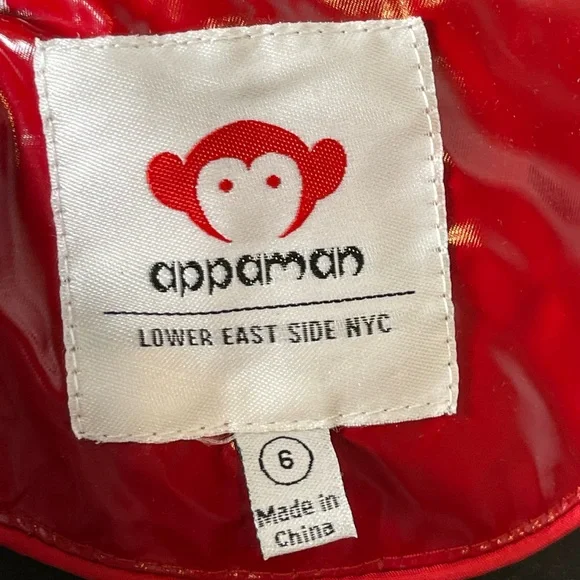 appaman
LOWER EAST SIDE NYC
6
Made in
China